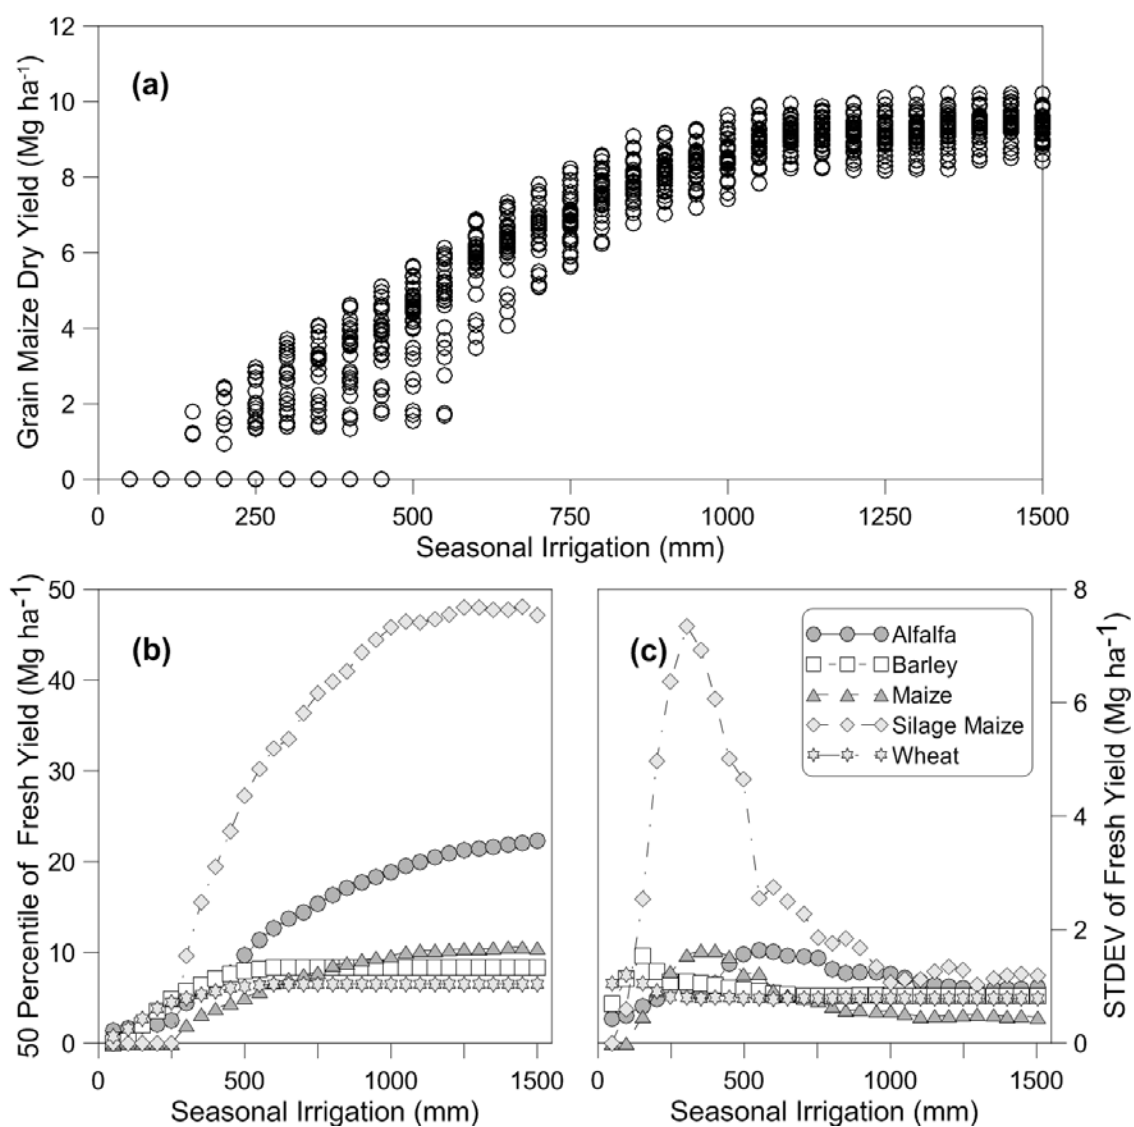 12
10
8
6
4
2
0
Grain Maize Dry Yield (Mg ha-1)
(a)
0 250 500 750 1000 1250 1500
Seasonal Irrigation (mm)
50
40
30
20
10
0
50 Percentile of Fresh Yield (Mg ha-1)
(b)
0 500 1000 1500
Seasonal Irrigation (mm)
(c)
Alfalfa
Barley
Maize
Silage Maize
Wheat
8
6
4
2
0
STDEV of Fresh Yield (Mg ha-1)
0 500 1000 1500
Seasonal Irrigation (mm)